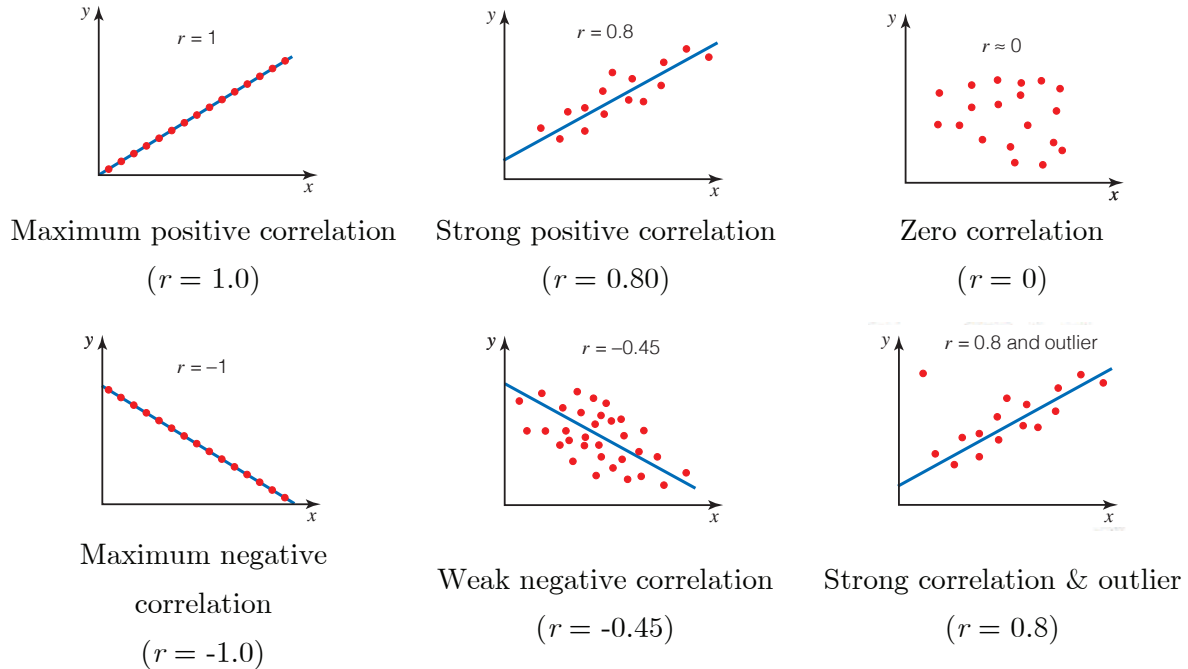 y
r = 1
x
Maximum positive correlation
(r = 1.0)
y
r = 0.8
x
Strong positive correlation
(r = 0.80)
y
r ≈ 0
x
Zero correlation
(r = 0)
y
r = –1
x
Maximum negative
correlation
(r = -1.0)
y
r = –0.45
x
Weak negative correlation
(r = -0.45)
y
r = 0.8 and outlier
x
Strong correlation & outlier
(r = 0.8)